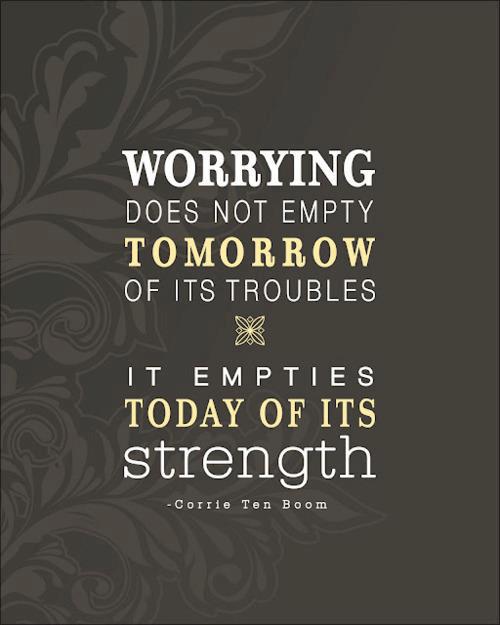 WORRYING
DOES NOT EMPTY
TOMORROW
OF ITS TROUBLES
IT EMPTIES
TODAY OF ITS
strength
-Corrie Ten Boom